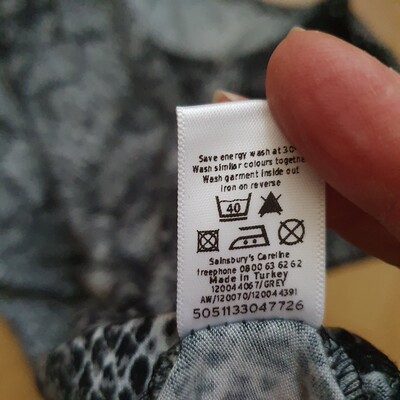 Save energy wash at 30
Wash similar colours together
Wash garment inside out
iron on reverse
40
Sainsbury's Careline
freephone 0800 63 62 62
Made in Turkey
120044067/GREY
AW/120070/120044391
5051133047726